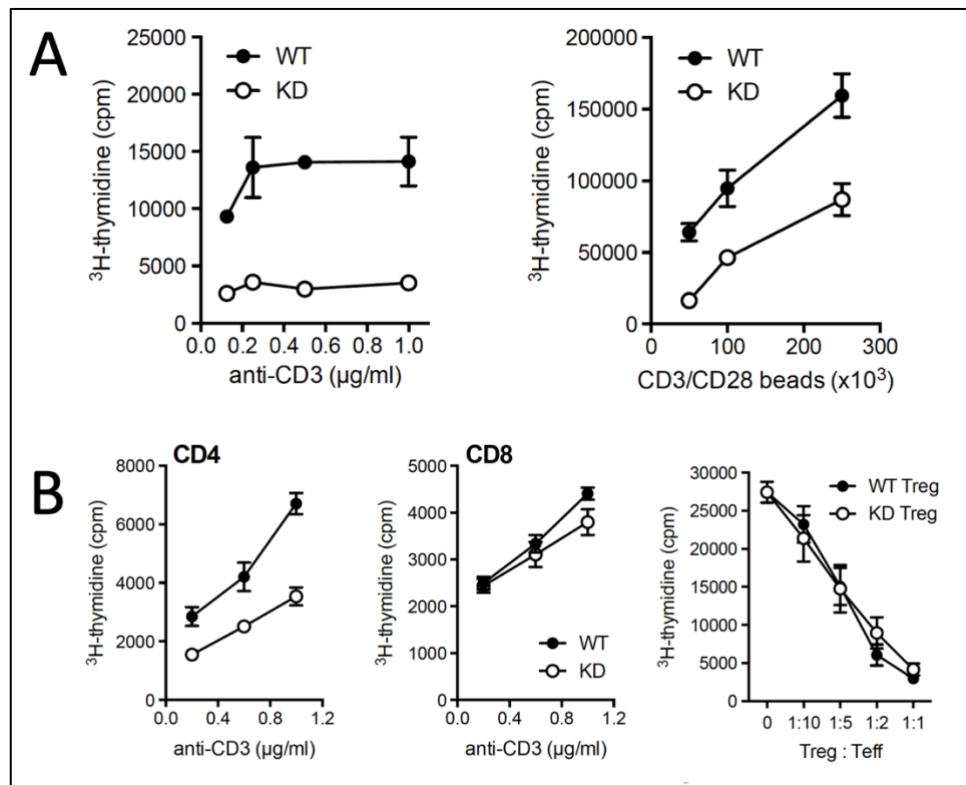 A
25000
20000
15000
10000
5000
0
³H-thymidine (cpm)
WT
KD
0.0 0.2 0.4 0.6 0.8 1.0
anti-CD3 (µg/ml)
200000
150000
100000
50000
0
³H-thymidine (cpm)
WT
KD
0 100 200 300
CD3/CD28 beads (x10³)
B
CD4
8000
6000
4000
2000
0
³H-thymidine (cpm)
0.0 0.4 0.8 1.2
anti-CD3 (µg/ml)
CD8
5000
4000
3000
2000
1000
0
³H-thymidine (cpm)
WT
KD
0.0 0.4 0.8 1.2
anti-CD3 (µg/ml)
30000
25000
20000
15000
10000
5000
0
³H-thymidine (cpm)
WT Treg
KD Treg
0 1:10 1:5 1:2 1:1
Treg : Teff